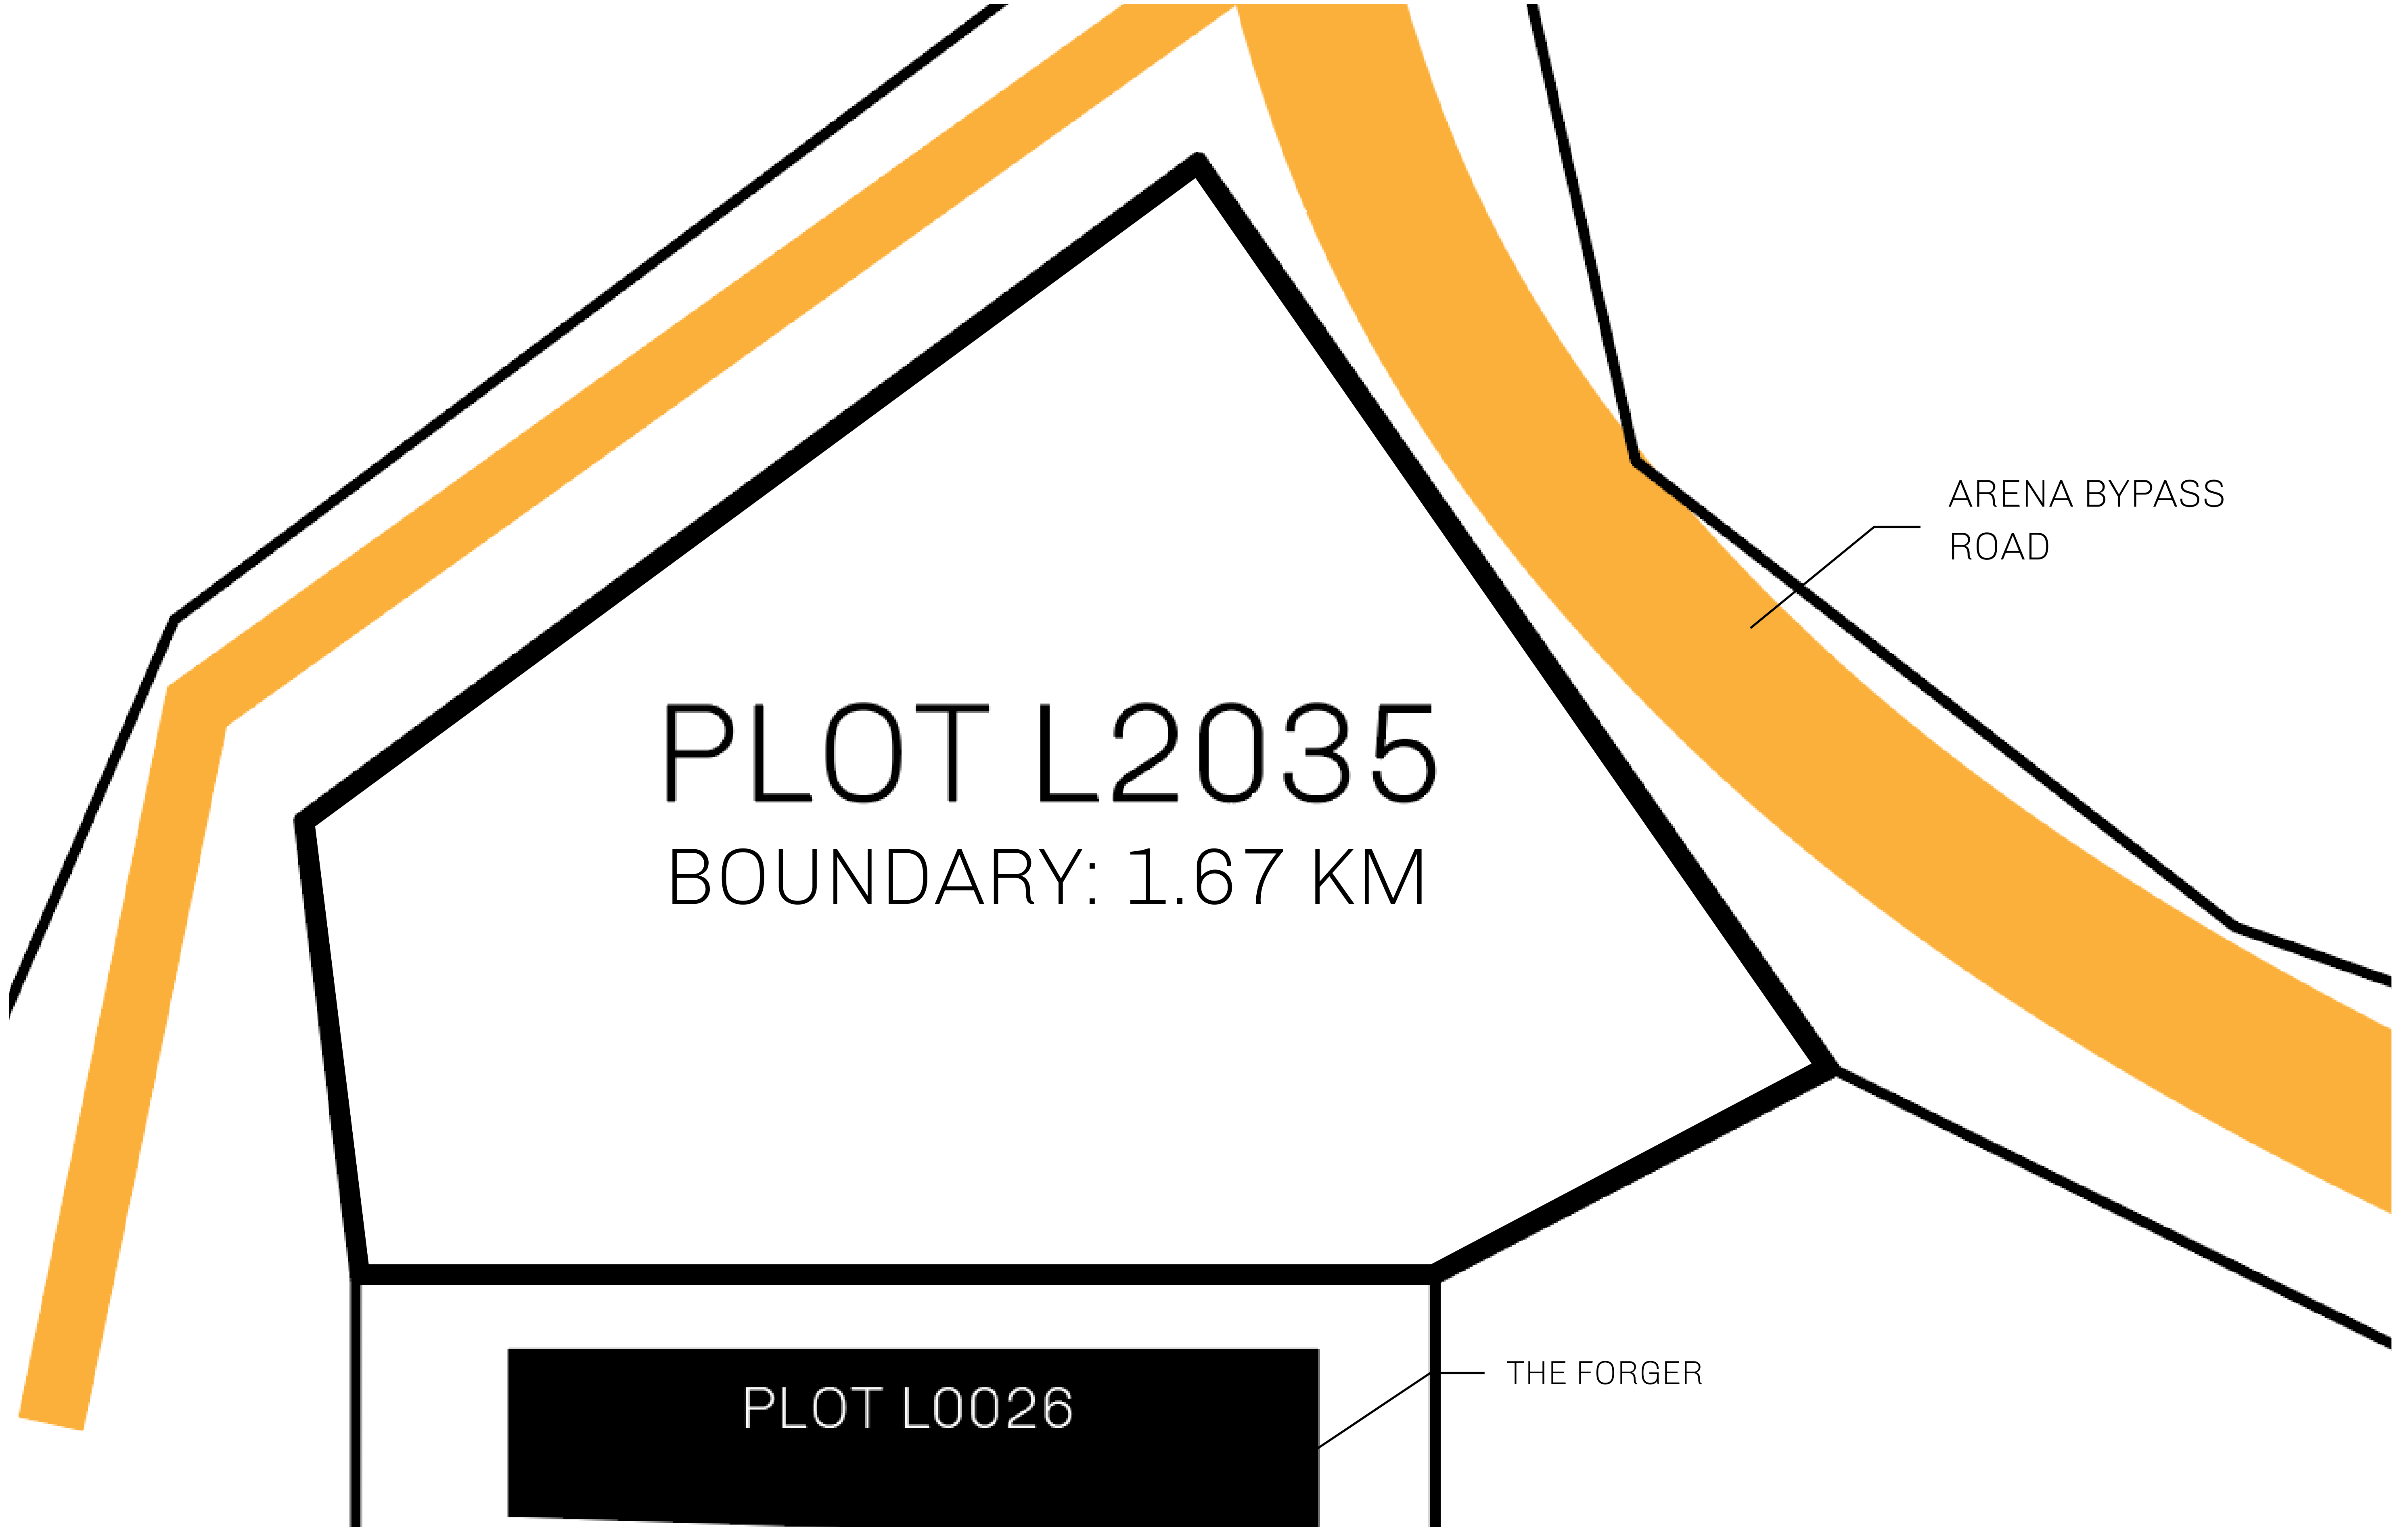 ARENA BYPASS
ROAD
PLOT L2035
BOUNDARY: 1.67 KM
THE FORGER
PLOT L0026